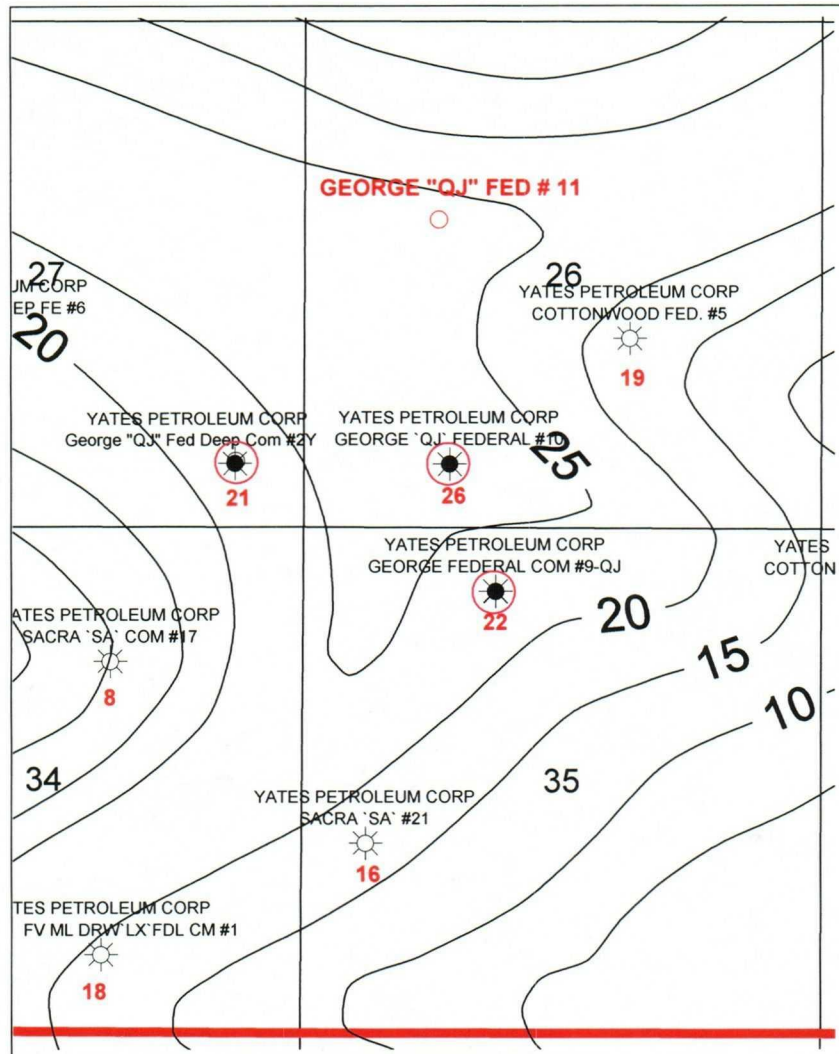 GEORGE "QJ" FED # 11
27
26
UM CORP
EP FE #6
YATES PETROLEUM CORP
COTTONWOOD FED. #5
20
19
YATES PETROLEUM CORP
George "QJ" Fed Deep Com #2Y
YATES PETROLEUM CORP
GEORGE `QJ` FEDERAL #10
25
21
26
YATES PETROLEUM CORP
GEORGE FEDERAL COM #9-QJ
YATES
COTTON
22
20
ATES PETROLEUM CORP
SACRA `SA` COM #17
8
15
10
34
35
YATES PETROLEUM CORP
SACRA `SA` #21
16
TES PETROLEUM CORP
FV ML DRW`LX`FDL CM #1
18